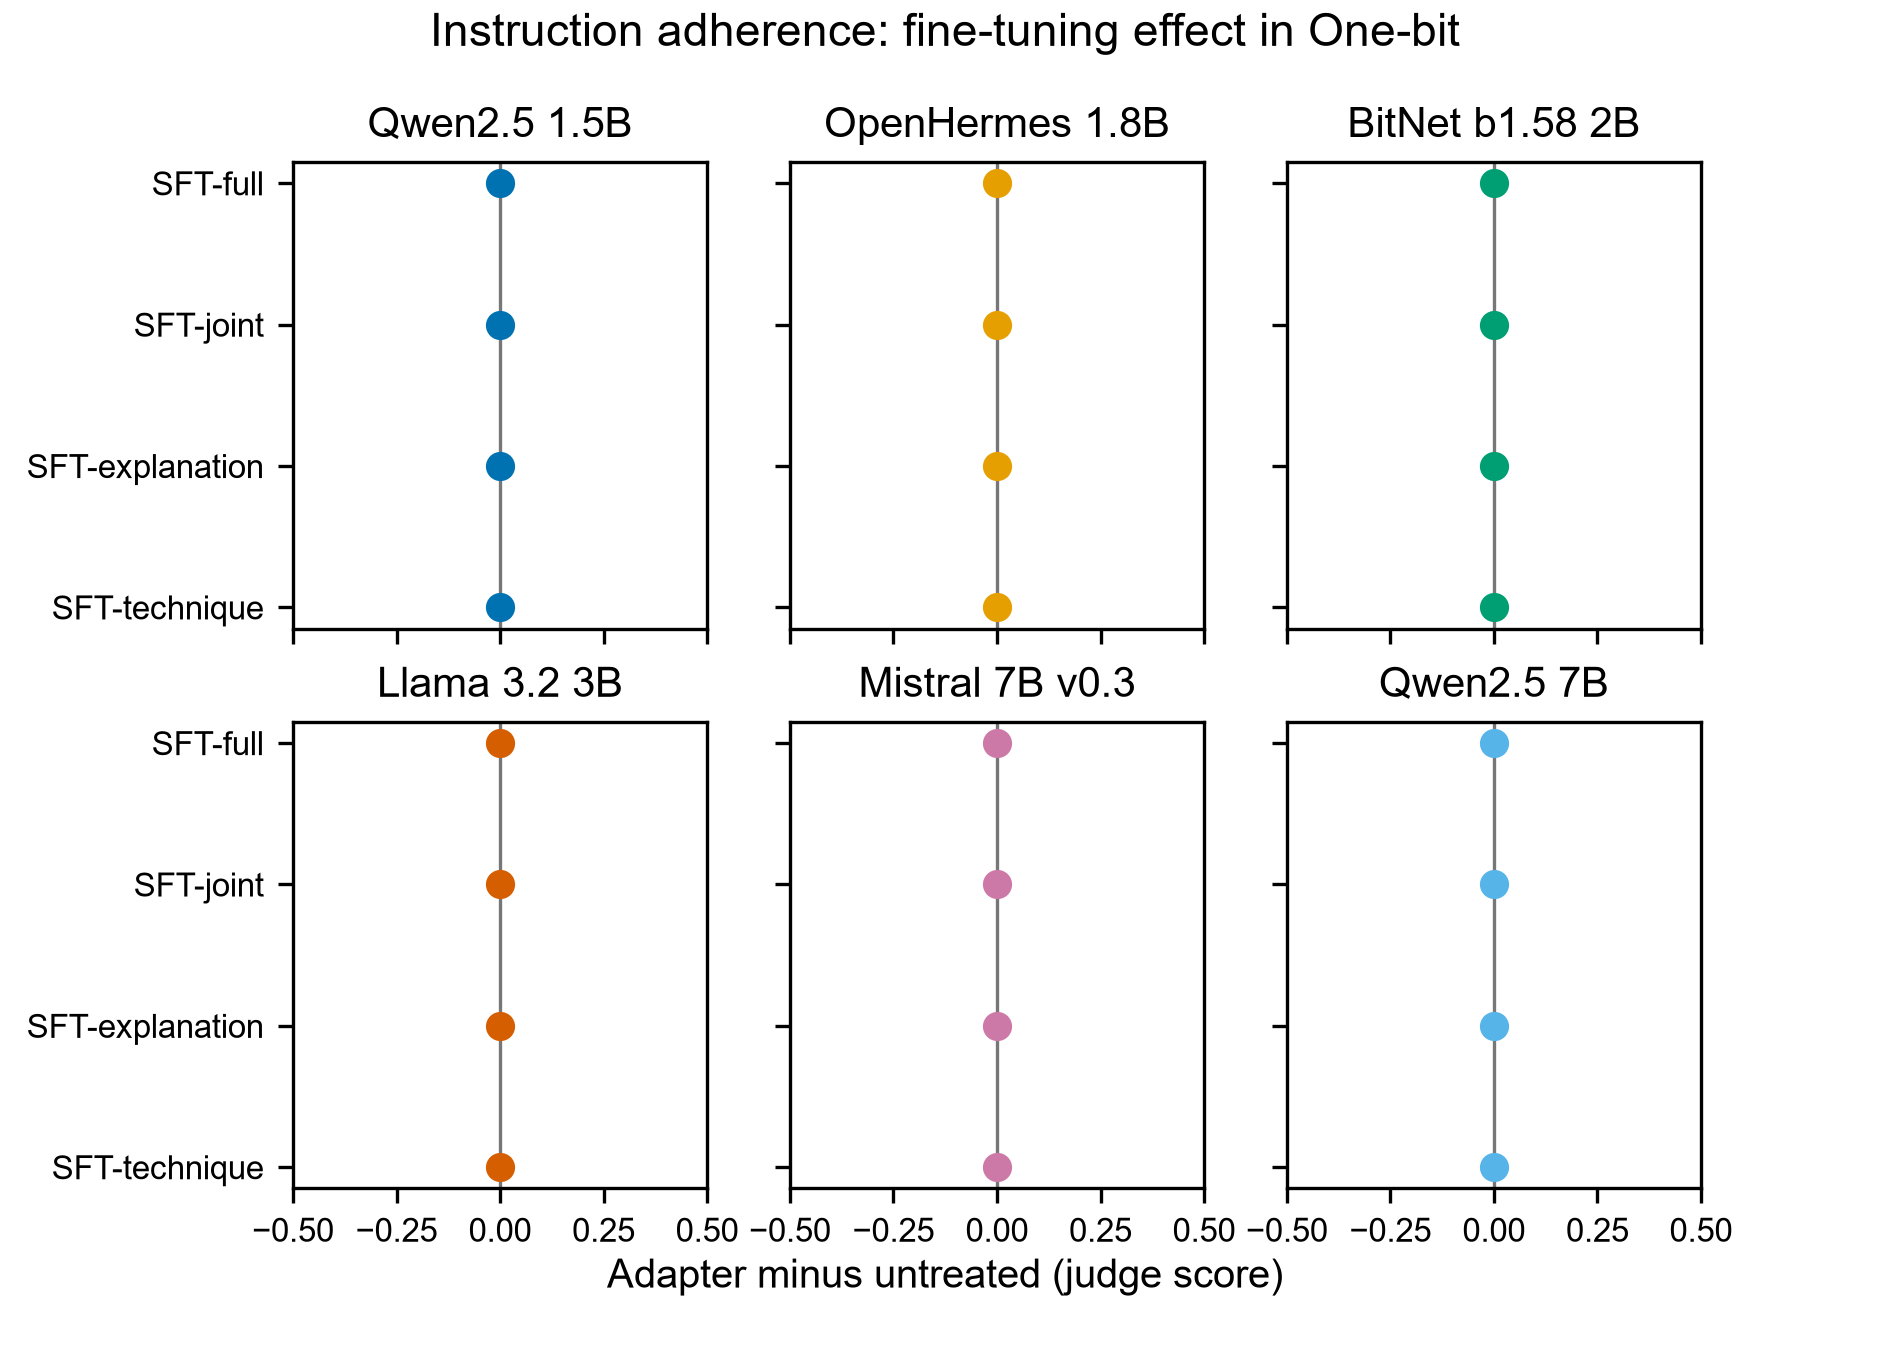 Instruction adherence: fine-tuning effect in One-bit
Qwen2.5 1.5B
OpenHermes 1.8B
BitNet b1.58 2B
SFT-full
SFT-joint
SFT-explanation
SFT-technique
Llama 3.2 3B
Mistral 7B v0.3
Qwen2.5 7B
SFT-full
SFT-joint
SFT-explanation
SFT-technique
−0.50 −0.25 0.00 0.25 0.50 −0.50 −0.25 0.00 0.25 0.50 −0.50 −0.25 0.00 0.25 0.50
Adapter minus untreated (judge score)